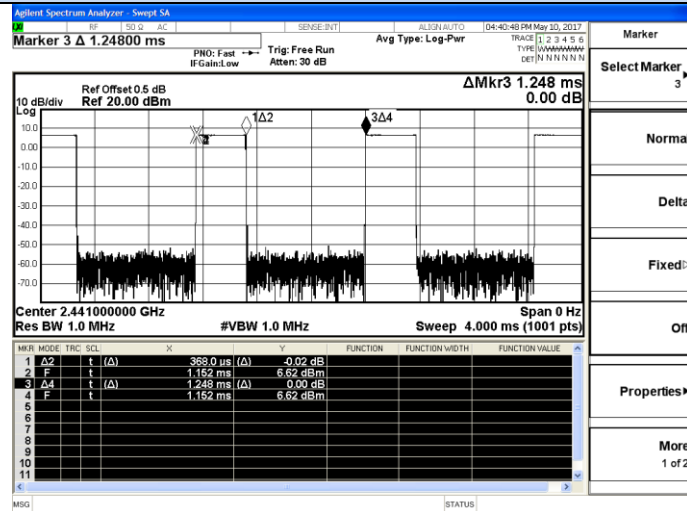 Agilent Spectrum Analyzer - Swept SA
RF 50 Ω AC SENSE:INT ALIGN AUTO 04:40:48 PM May 10, 2017
Marker 3 Δ 1.24800 ms
PNO: Fast Trig: Free Run Avg Type: Log-Pwr TRACE 1 2 3 4 5 6
IFGain:Low Atten: 30 dB TYPE WWWWWW
DET N N N N N N
Ref Offset 0.5 dB ΔMkr3 1.248 ms
10 dB/div Ref 20.00 dBm 0.00 dB
Log
1Δ2 3Δ4
10.0
0.00
-10.0
-20.0
-30.0
-40.0
-50.0
-60.0
-70.0
Center 2.441000000 GHz Span 0 Hz
Res BW 1.0 MHz #VBW 1.0 MHz Sweep 4.000 ms (1001 pts)
MKR MODE TRC SCL X Y FUNCTION FUNCTION WIDTH FUNCTION VALUE
1 Δ2 t (Δ) 368.0 µs (Δ) -0.02 dB
2 F t 1.152 ms 6.62 dBm
3 Δ4 t (Δ) 1.248 ms (Δ) 0.00 dB
4 F t 1.152 ms 6.62 dBm
5
6
7
8
9
10
11
MSG STATUS
Marker
Select Marker
3
Norma
Delta
Fixed
Off
Properties
More
1 of 2